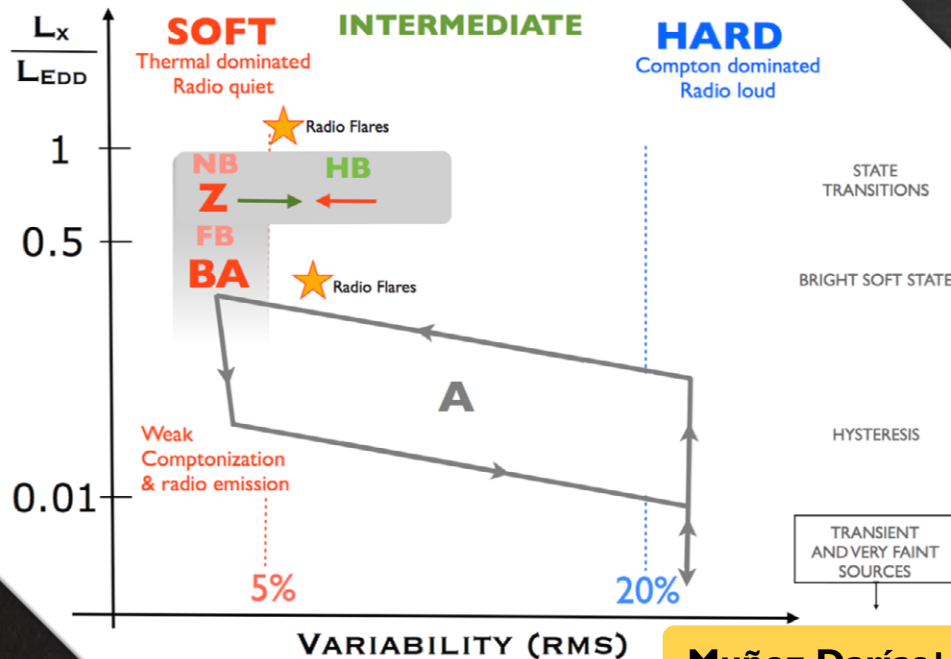 Lx
LEDD
SOFT
Thermal dominated
Radio quiet
INTERMEDIATE
HARD
Compton dominated
Radio loud
Radio Flares
1
NB
HB
Z
STATE
TRANSITIONS
0.5
FB
BA
Radio Flares
BRIGHT SOFT STATE
A
Weak
Comptonization
& radio emission
HYSTERESIS
0.01
TRANSIENT
AND VERY FAINT
SOURCES
5%
20%
VARIABILITY (RMS)
Muñoz-Darias+